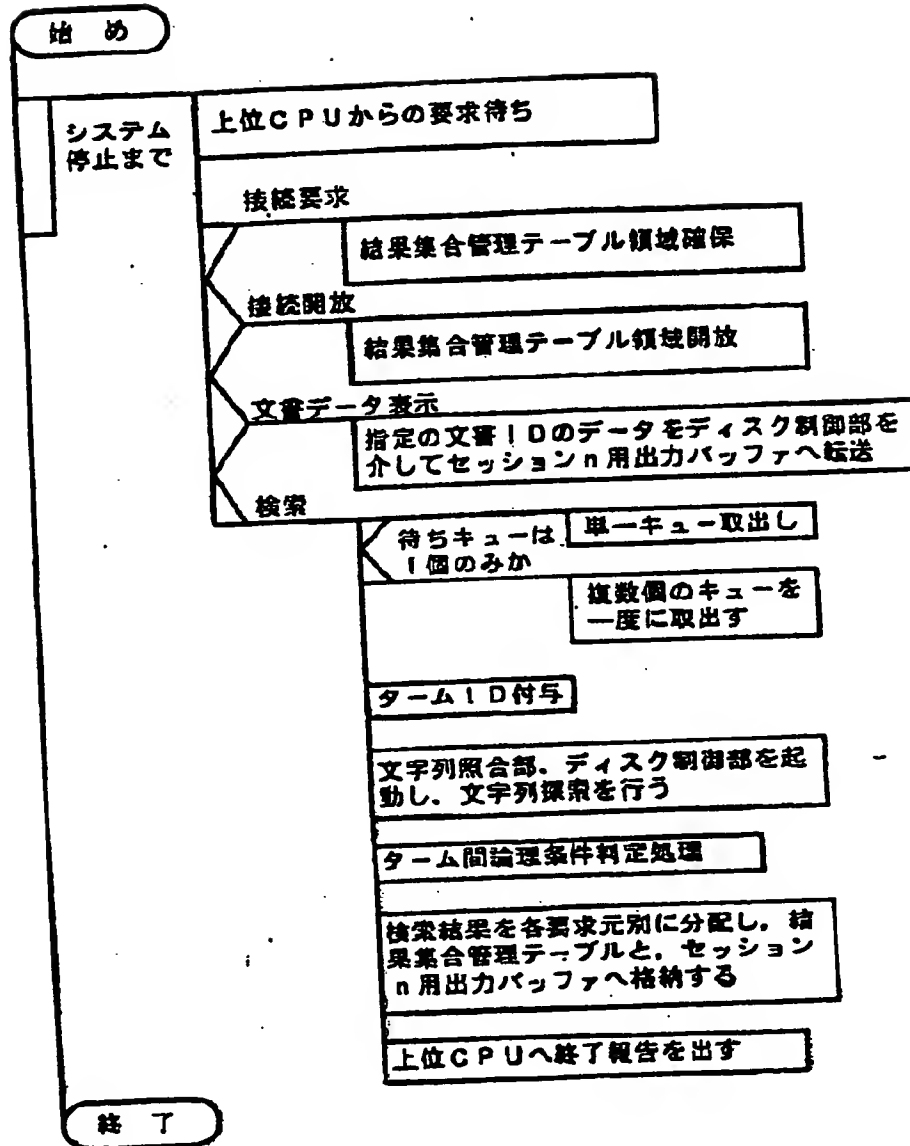 始 め
システム
停止まで
上位CPUからの要求待ち
接続要求
結果集合管理テーブル領域確保
接続開放
結果集合管理テーブル領域開放
文書データ表示
指定の文書IDのデータをディスク制御部を
介してセッションn用出力バッファへ転送
検索
待ちキューは
1個のみか
単一キュー取出し
複数個のキューを
一度に取出す
タームID付与
文字列照合部，ディスク制御部を起
動し，文字列探索を行う
ターム間論理条件判定処理
検索結果を各要求元別に分配し，結
果集合管理テーブルと，セッション
n用出力バッファへ格納する
上位CPUへ終了報告を出す
終 了